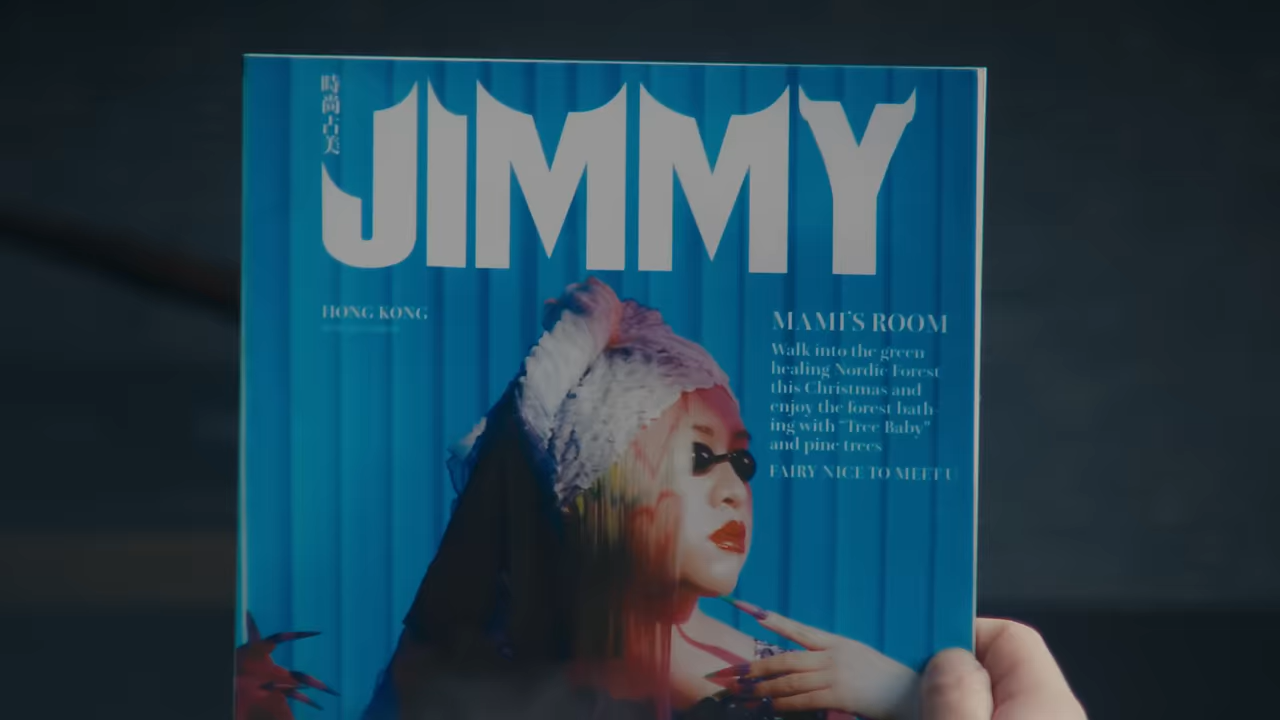 時尚古美
JIMMY
HONG KONG
MAMI'S ROOM
Walk into the green
healing Nordic Forest
this Christmas and
enjoy the forest bath-
ing with "Tree Baby"
and pine trees
FAIRY NICE TO MEET U